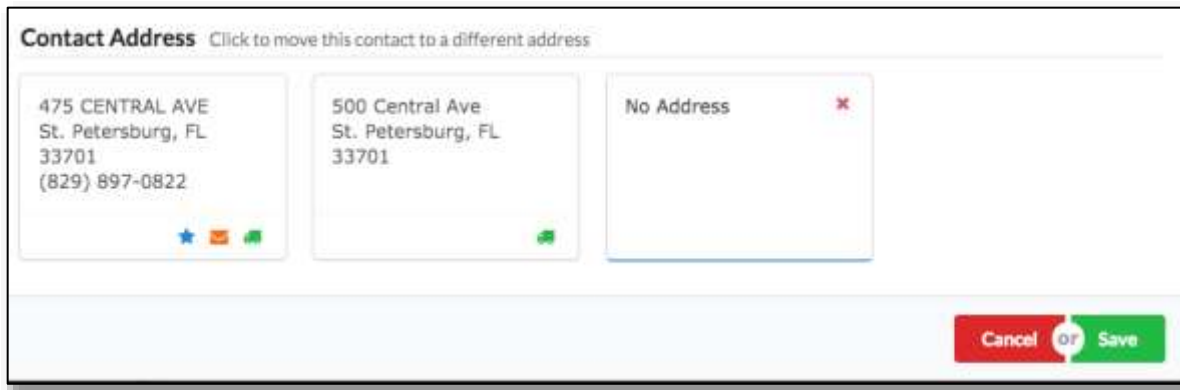 Contact Address Click to move this contact to a different address
475 CENTRAL AVE
St. Petersburg, FL
33701
(829) 897-0822
500 Central Ave
St. Petersburg, FL
33701
No Address
Cancel or Save